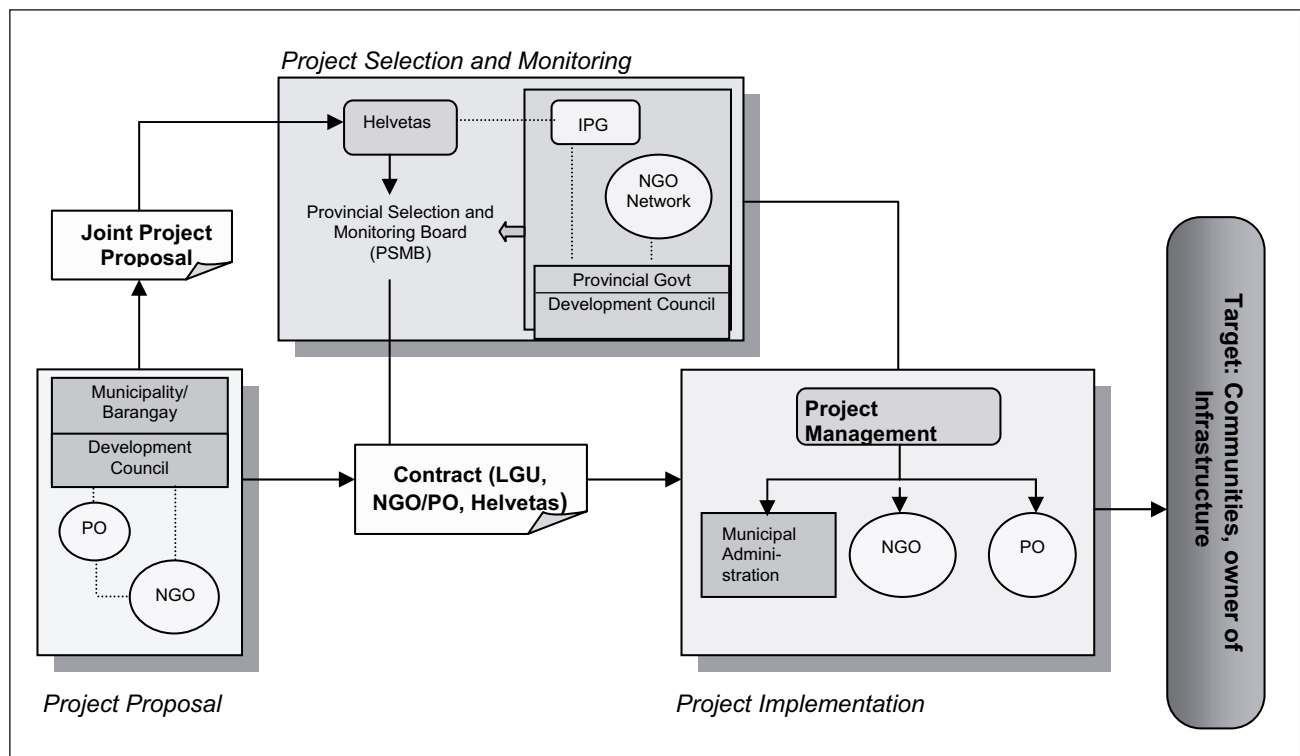 Project Selection and Monitoring
Helvetas
IPG
NGO
Network
Provincial Selection and
Monitoring Board
(PSMB)
Provincial Govt
Development Council
Joint Project
Proposal
Municipality/
Barangay
Development
Council
PO
NGO
Project Proposal
Contract (LGU,
NGO/PO, Helvetas)
Project
Management
Municipal
Admini-
stration
NGO
PO
Project Implementation
Target: Communities, owner of
Infrastructure